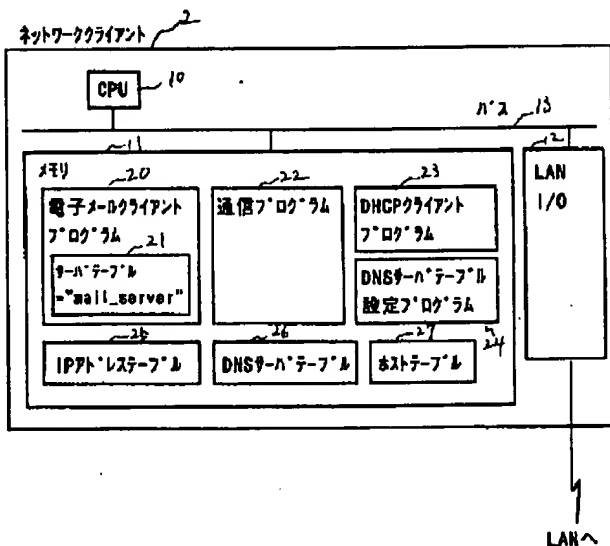 ネットワーククライアント
2
CPU
10
バス
13
11
12
メモリ
20
22
23
電子メールクライアント
プログラム
21
サーバテーブル
="mail_server"
通信プログラム
DHCPクライアント
プログラム
DNSサーバテーブル
設定プログラム
LAN
I/O
25
26
27
24
IPアドレステーブル
DNSサーバテーブル
ホストテーブル
LANへ